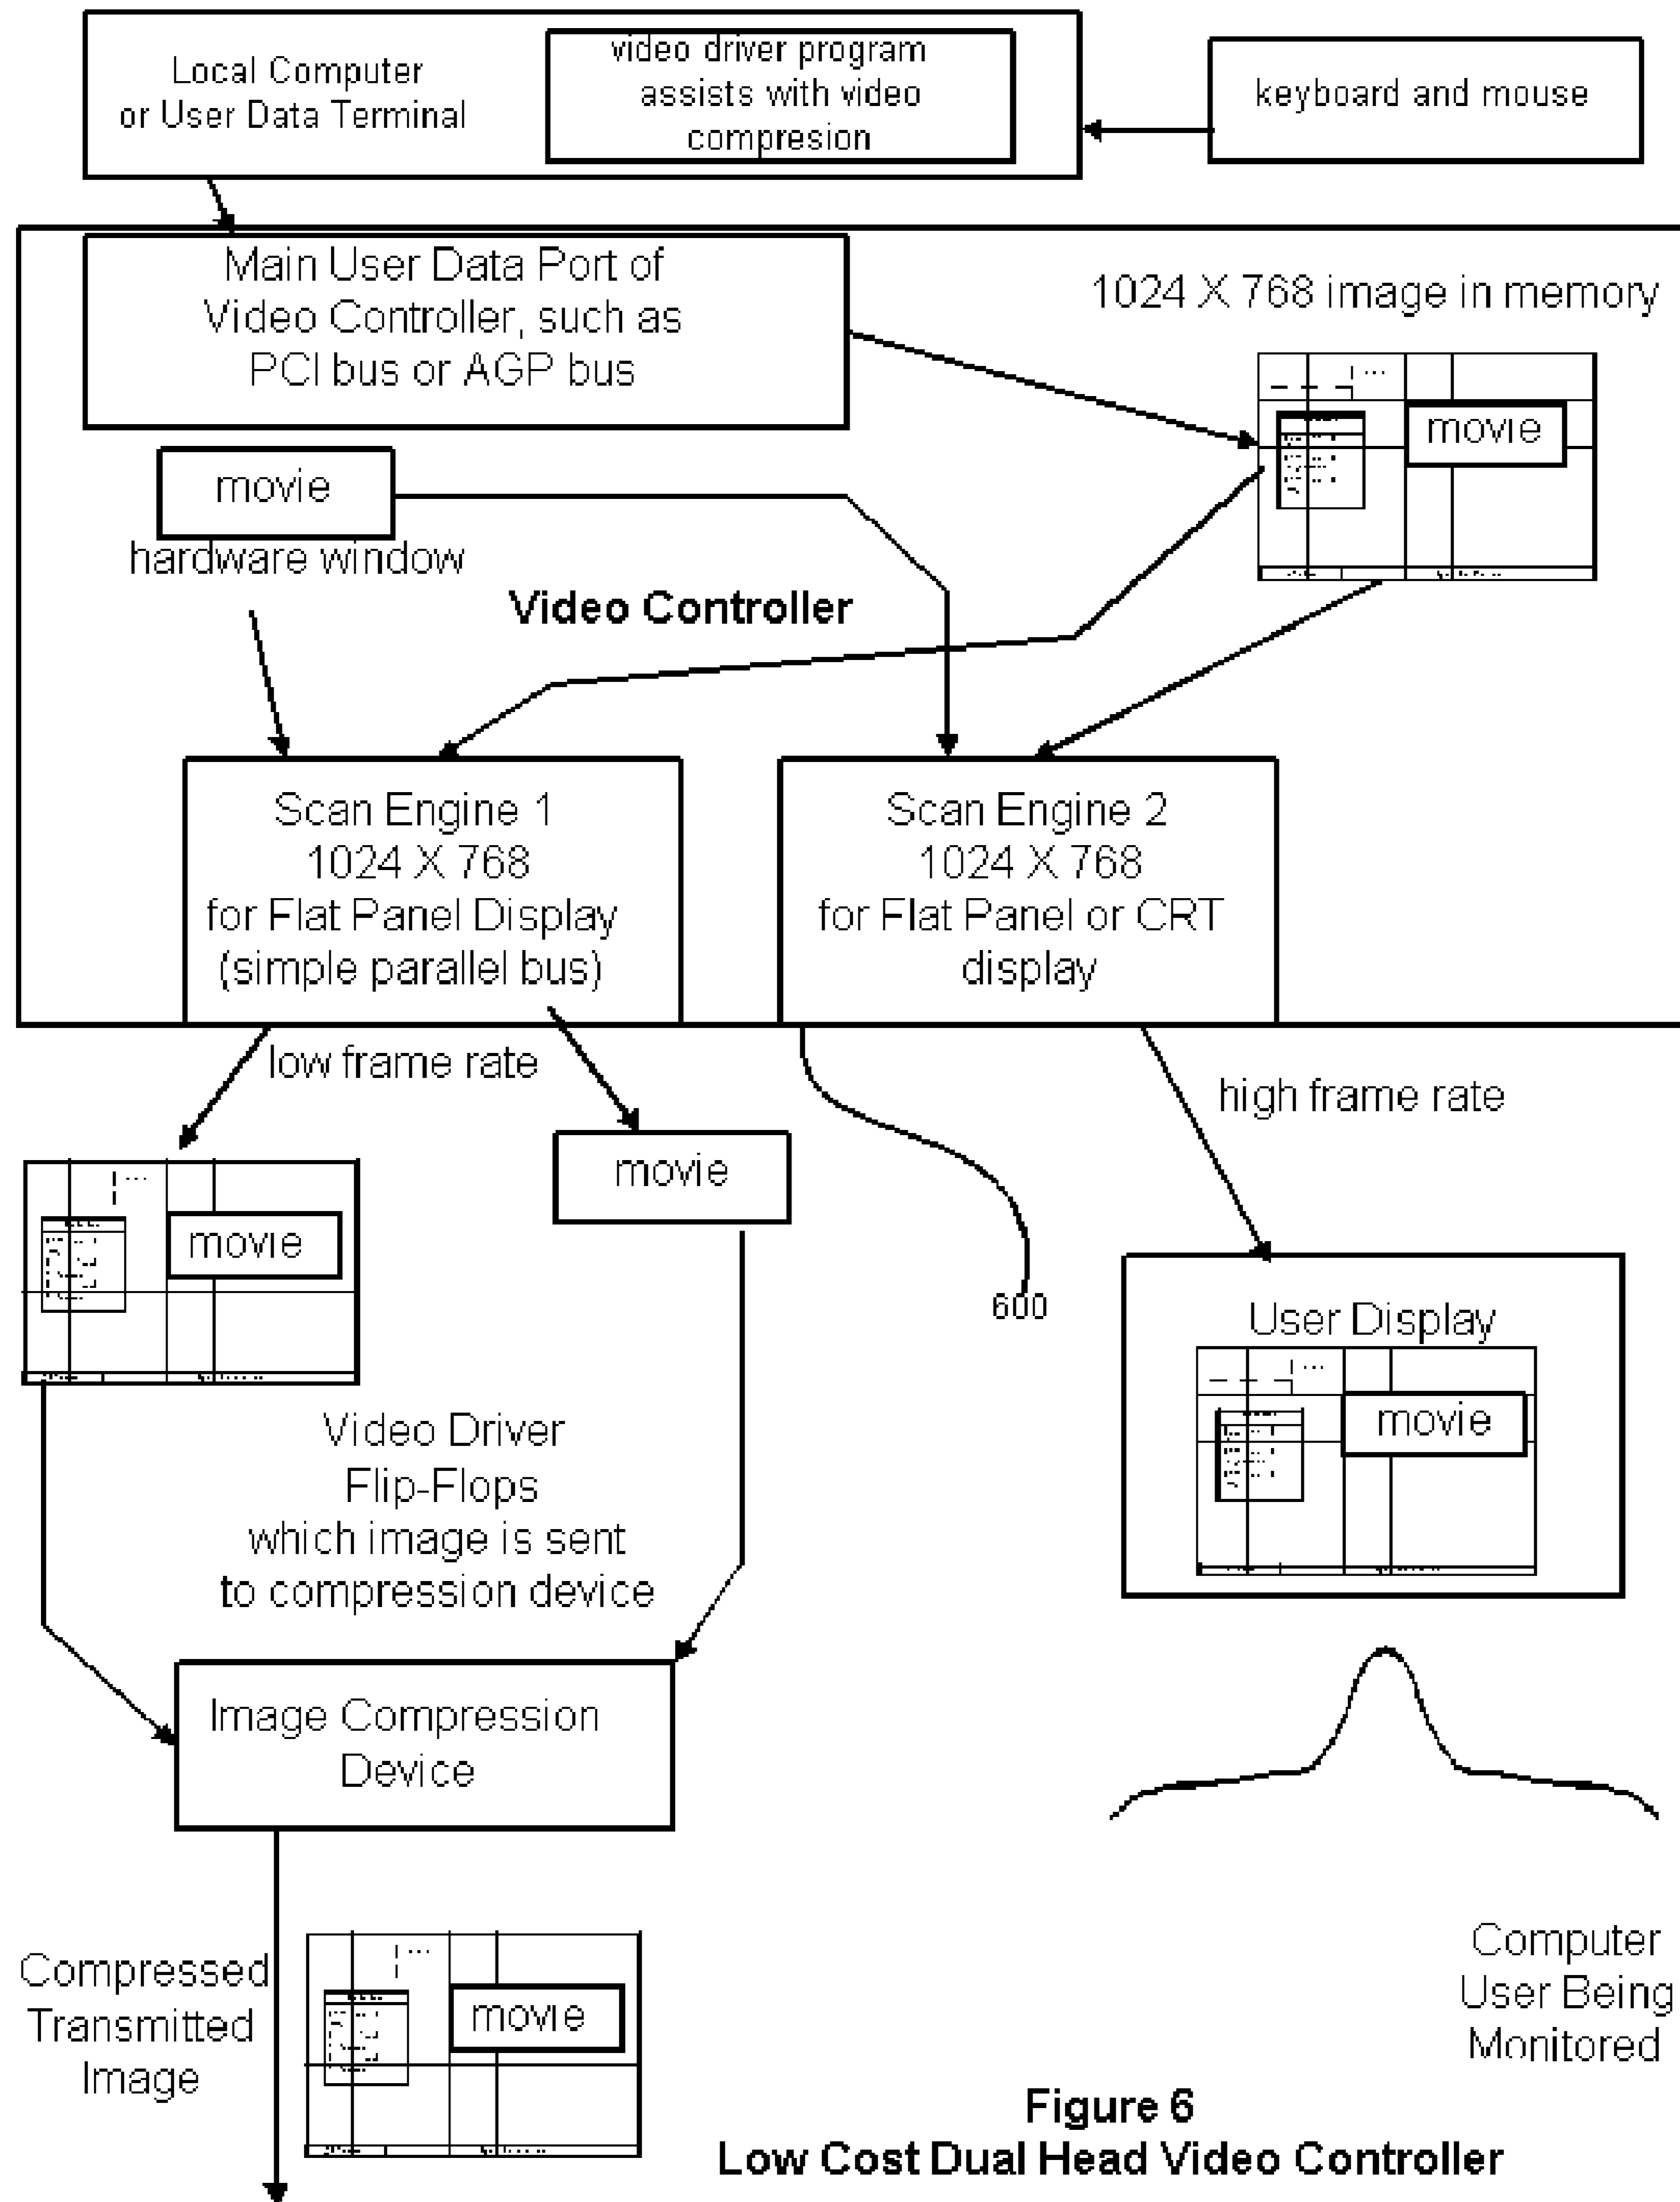 Local Computer
or User Data Terminal
video driver program
assists with video
compresion
keyboard and mouse
Main User Data Port of
Video Controller, such as
PCI bus or AGP bus
1024 X 768 image in memory
movie
movie
hardware window
Video Controller
Scan Engine 1
1024 X 768
for Flat Panel Display
(simple parallel bus)
Scan Engine 2
1024 X 768
for Flat Panel or CRT
display
low frame rate
high frame rate
movie
movie
600
User Display
movie
Video Driver
Flip-Flops
which image is sent
to compression device
Image Compression
Device
Compressed
Transmitted
Image
movie
Computer
User Being
Monitored
Figure 6
Low Cost Dual Head Video Controller